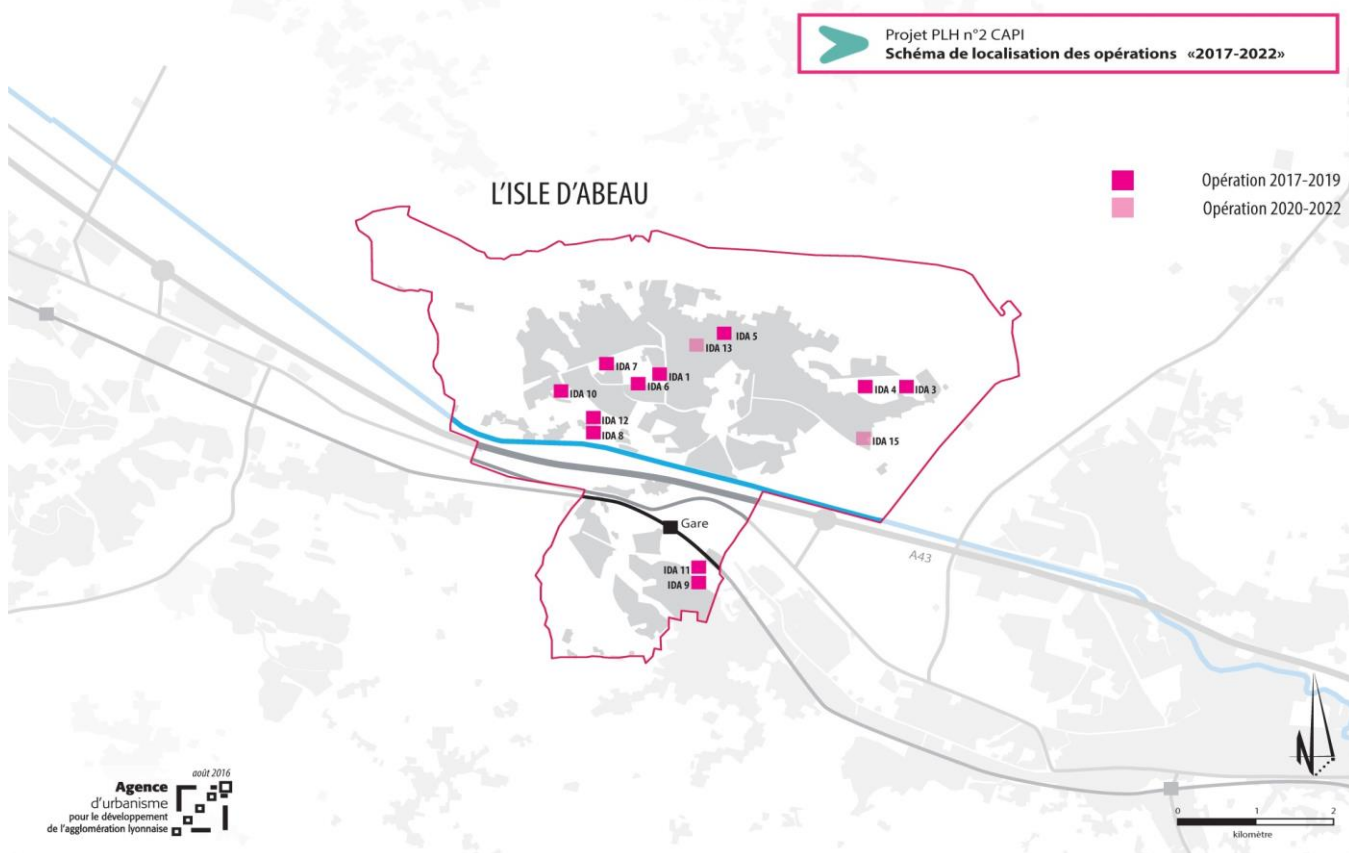 Projet PLH n°2 CAPI
Schéma de localisation des opérations «2017-2022»
L'ISLE D'ABEAU
Opération 2017-2019
Opération 2020-2022
IDA 5
IDA 13
IDA 7
IDA 1
IDA 6
IDA 10
IDA 4
IDA 3
IDA 12
IDA 8
IDA 15
Gare
A43
IDA 11
IDA 9
N
août 2016
Agence
d'urbanisme
pour le développement
de l'agglomération lyonnaise
0 1 2
kilomètre